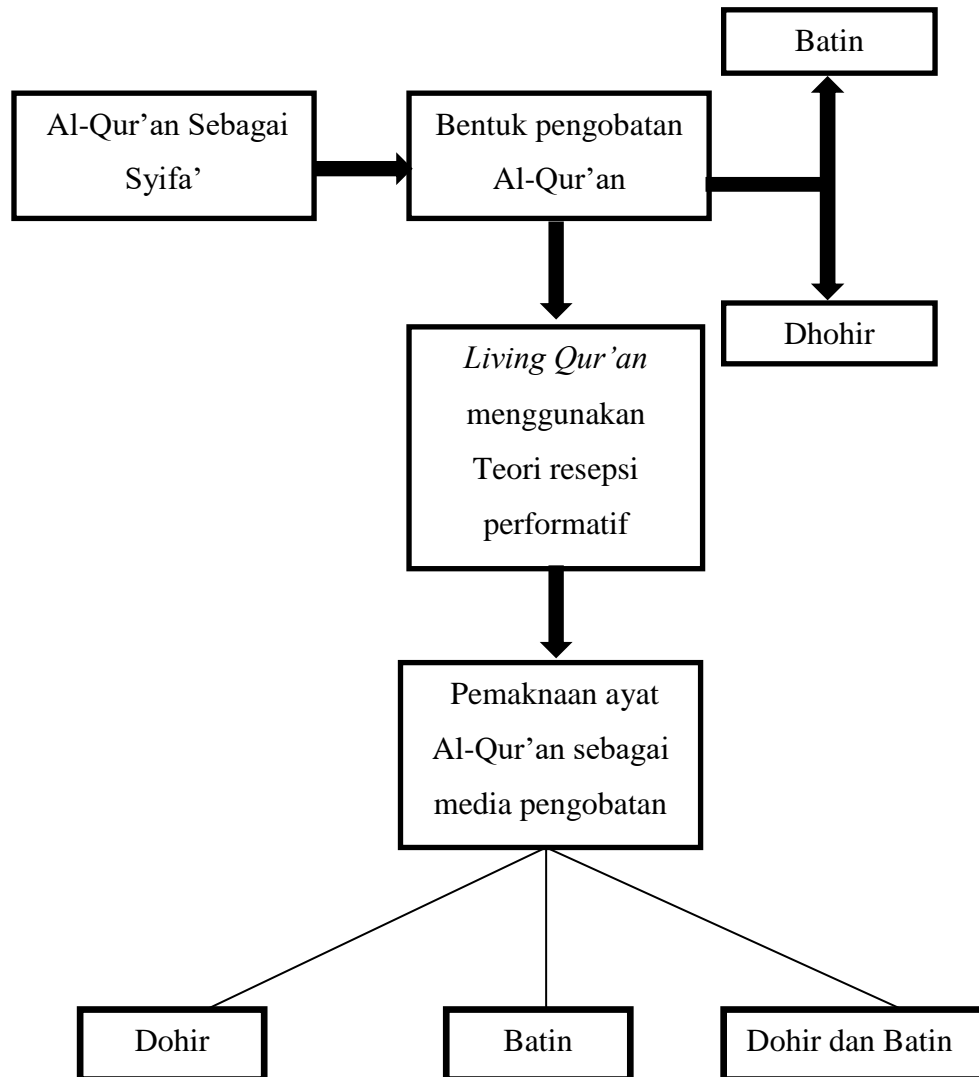 Batin
Al-Qur’an Sebagai
Syifa’
Bentuk pengobatan
Al-Qur’an
Dhohir
Living Qur’an
menggunakan
Teori resepsi
performatif
Pemaknaan ayat
Al-Qur’an sebagai
media pengobatan
Dohir
Batin
Dohir dan Batin